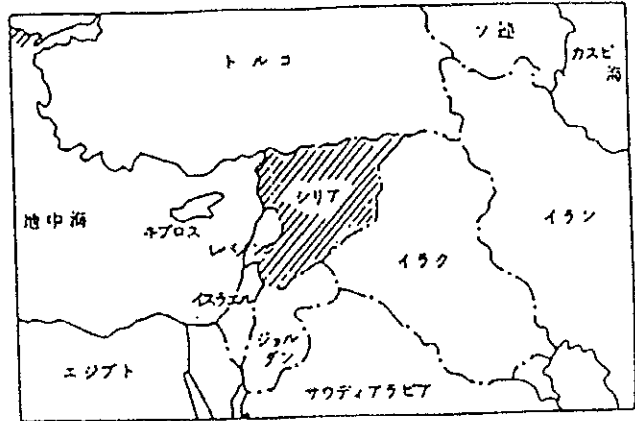 トルコ
ソ連
カスピ
海
シリア
地中海
キプロス
レバノン
イラン
イラク
イスラエル
ジョル
ダン
エジプト
サウディアラビア